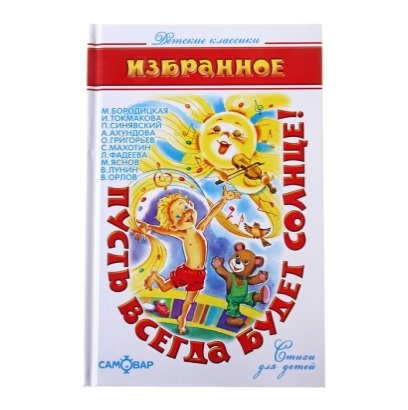 Детские классики
ИЗБРАННОЕ
М. БОРОДИЦКАЯ
И. ТОКМАКОВА
П. СИНЯВСКИЙ
А. АХУНДОВА
О. ГРИГОРЬЕВ
С. МАХОТИН
Л. ФАДЕЕВА
М. ЯСНОВ
В. ЛУНИН
В. ОРЛОВ
ПУСТЬ ВСЕГДА БУДЕТ СОЛНЦЕ!
Стихи
для детей
САМОВАР